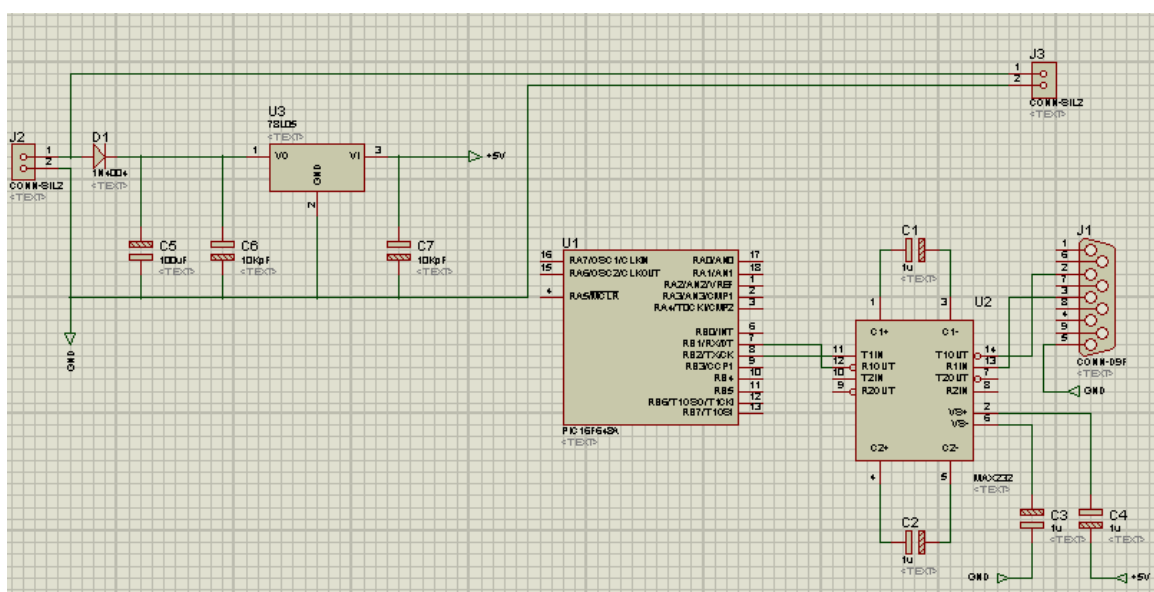 J3
1
2
CONN-SIL2
<TEXT>
J2
1
2
CONN-SIL2
<TEXT>
D1
1N4004
<TEXT>
U3
78L05
<TEXT>
1 VO VI 3
GND
2
+5V
C5
100uF
<TEXT>
C6
10KpF
<TEXT>
C7
10KpF
<TEXT>
GND
U1
16 RA7/OSC1/CLKIN RA0/AN0 17
15 RA6/OSC2/CLKOUT RA1/AN1 18
RA2/AN2/VREF 1
4 RA5/MCLR RA3/AN3/CMP1 2
RA4/T0CKI/CMP2 3
RB0/INT 6
RB1/RX/DT 7
RB2/TX/CK 8
RB3/CCP1 9
RB4 10
RB5 11
RB6/T1OSO/T1CKI 12
RB7/T1OSI 13
PIC16F648A
<TEXT>
C1
1u
<TEXT>
U2
1 3
C1+ C1-
11 T1IN T1OUT 14
12 R1OUT R1IN 13
10 T2IN T2OUT 7
9 R2OUT R2IN 8
VS+ 2
VS- 6
C2+ C2-
4 5
MAX232
<TEXT>
C2
1u
<TEXT>
J1
1
6
2
7
3
8
4
9
5
CONN-D9F
<TEXT>
GND
C3
1u
<TEXT>
C4
1u
<TEXT>
GND
+5V